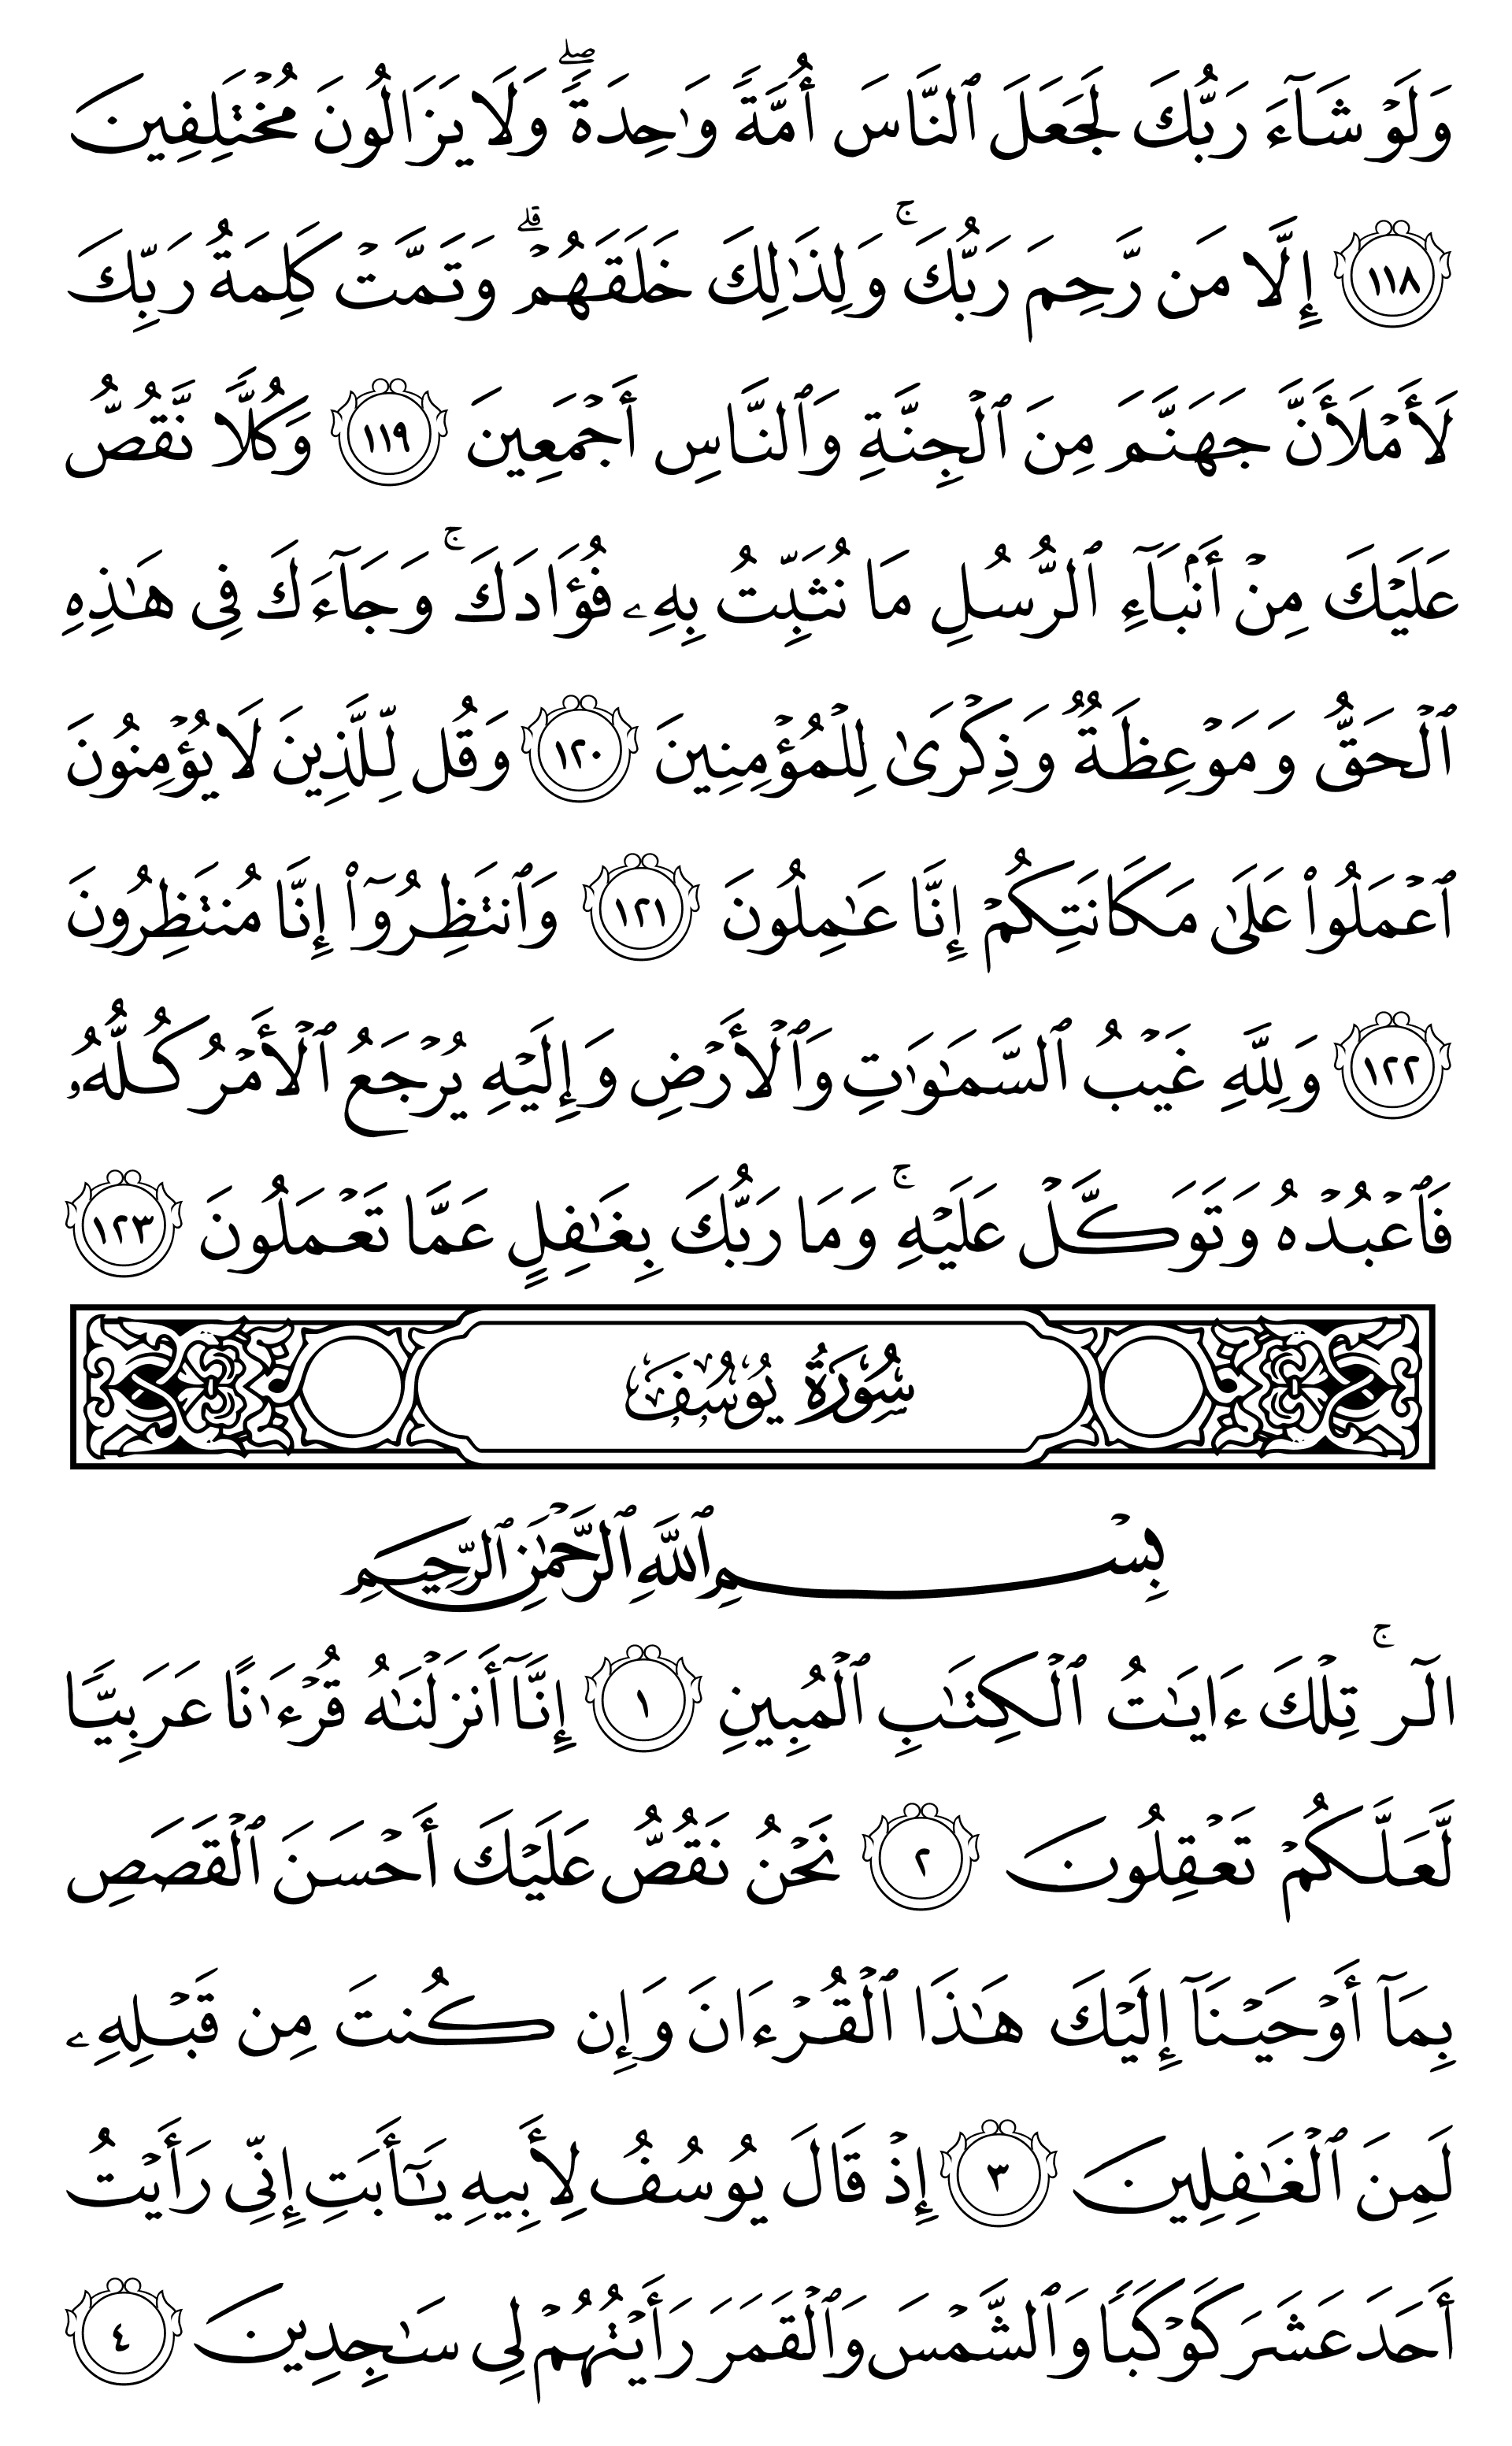 وَلَوْ شَآءَ رَبُّكَ لَجَعَلَ ٱلنَّاسَ أُمَّةً وَٰحِدَةً ۖ وَلَا يَزَالُونَ مُخْتَلِفِينَ
١١٨ إِلَّا مَن رَّحِمَ رَبُّكَ ۚ وَلِذَٰلِكَ خَلَقَهُمْ ۗ وَتَمَّتْ كَلِمَةُ رَبِّكَ
لَأَمْلَأَنَّ جَهَنَّمَ مِنَ ٱلْجِنَّةِ وَٱلنَّاسِ أَجْمَعِينَ ١١٩ وَكُلًّا نَّقُصُّ
عَلَيْكَ مِنْ أَنۢبَآءِ ٱلرُّسُلِ مَا نُثَبِّتُ بِهِۦ فُؤَادَكَ ۚ وَجَآءَكَ فِى هَٰذِهِ
ٱلْحَقُّ وَمَوْعِظَةٌ وَذِكْرَىٰ لِلْمُؤْمِنِينَ ١٢٠ وَقُل لِّلَّذِينَ لَا يُؤْمِنُونَ
ٱعْمَلُوا۟ عَلَىٰ مَكَانَتِكُمْ إِنَّا عَٰمِلُونَ ١٢١ وَٱنتَظِرُوٓا۟ إِنَّا مُنتَظِرُونَ
١٢٢ وَلِلَّهِ غَيْبُ ٱلسَّمَٰوَٰتِ وَٱلْأَرْضِ وَإِلَيْهِ يُرْجَعُ ٱلْأَمْرُ كُلُّهُۥ
فَٱعْبُدْهُ وَتَوَكَّلْ عَلَيْهِ ۚ وَمَا رَبُّكَ بِغَٰفِلٍ عَمَّا تَعْمَلُونَ ١٢٣
سُورَةُ يُوسُفَ
بِسْمِ ٱللَّهِ ٱلرَّحْمَٰنِ ٱلرَّحِيمِ
الٓر ۚ تِلْكَ ءَايَٰتُ ٱلْكِتَٰبِ ٱلْمُبِينِ ١ إِنَّآ أَنزَلْنَٰهُ قُرْءَٰنًا عَرَبِيًّا
لَّعَلَّكُمْ تَعْقِلُونَ ٢ نَحْنُ نَقُصُّ عَلَيْكَ أَحْسَنَ ٱلْقَصَصِ
بِمَآ أَوْحَيْنَآ إِلَيْكَ هَٰذَا ٱلْقُرْءَانَ وَإِن كُنتَ مِن قَبْلِهِۦ
لَمِنَ ٱلْغَٰفِلِينَ ٣ إِذْ قَالَ يُوسُفُ لِأَبِيهِ يَٰٓأَبَتِ إِنِّى رَأَيْتُ
أَحَدَ عَشَرَ كَوْكَبًا وَٱلشَّمْسَ وَٱلْقَمَرَ رَأَيْتُهُمْ لِى سَٰجِدِينَ ٤